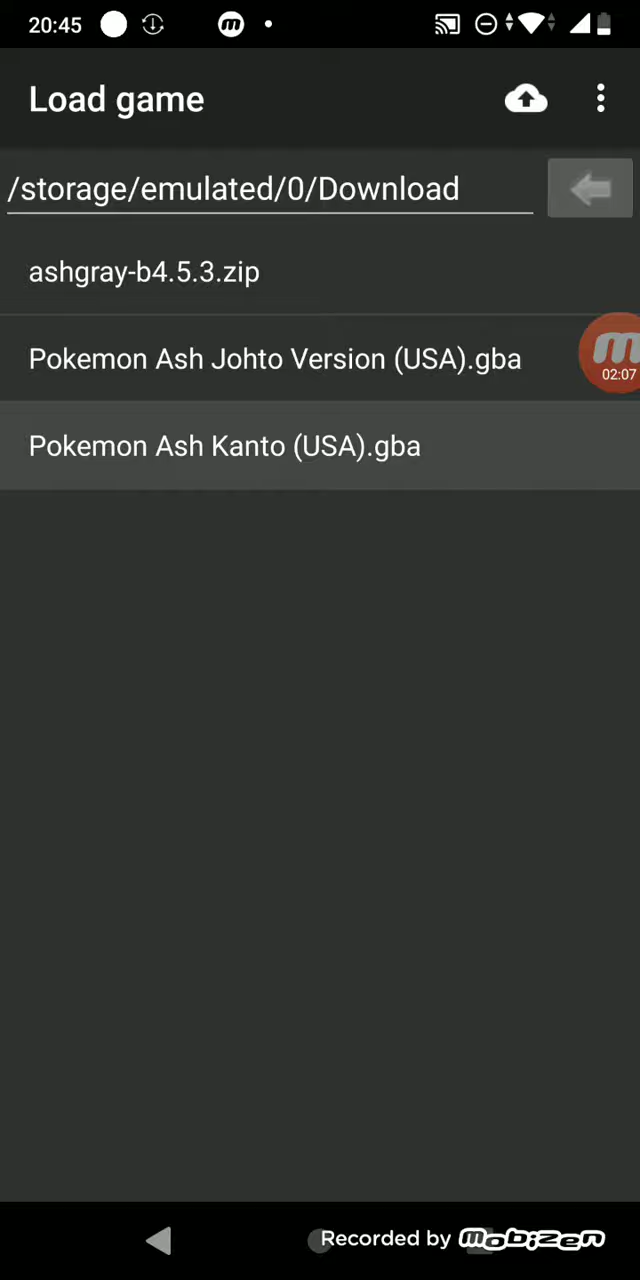 20:45
m
Load game
/storage/emulated/0/Download
ashgray-b4.5.3.zip
Pokemon Ash Johto Version (USA).gba
m
02:07
Pokemon Ash Kanto (USA).gba
Recorded by mobizen